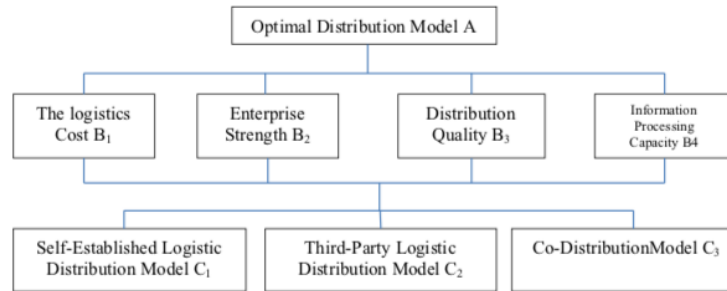 Optimal Distribution Model A
The logistics
Cost B₁
Enterprise
Strength B₂
Distribution
Quality B₃
Information
Processing
Capacity B4
Self-Established Logistic
Distribution Model C₁
Third-Party Logistic
Distribution Model C₂
Co-DistributionModel C₃